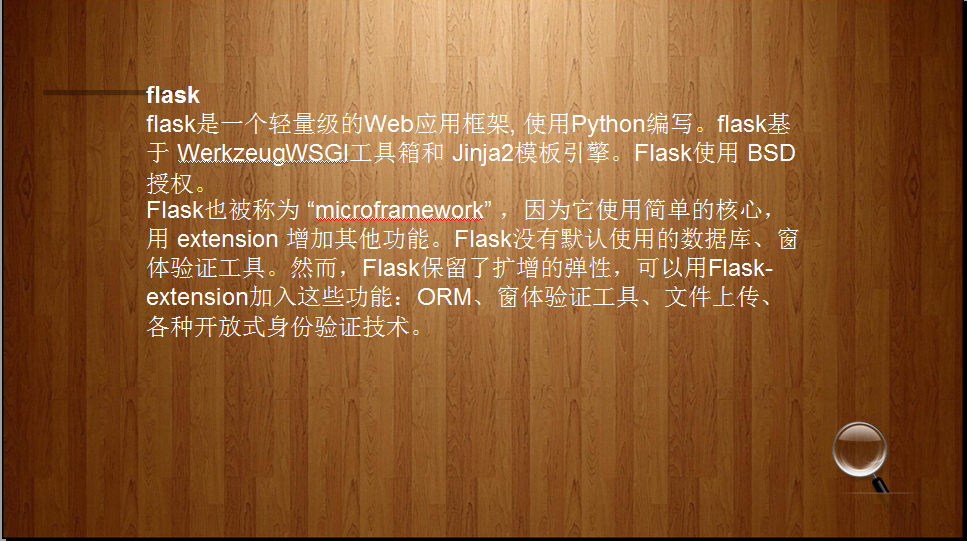 flask
flask是一个轻量级的Web应用框架, 使用Python编写。flask基
于 WerkzeugWSGI工具箱和 Jinja2模板引擎。Flask使用 BSD
授权。
Flask也被称为 “microframework” ，因为它使用简单的核心，
用 extension 增加其他功能。Flask没有默认使用的数据库、窗
体验证工具。然而，Flask保留了扩增的弹性，可以用Flask-
extension加入这些功能：ORM、窗体验证工具、文件上传、
各种开放式身份验证技术。